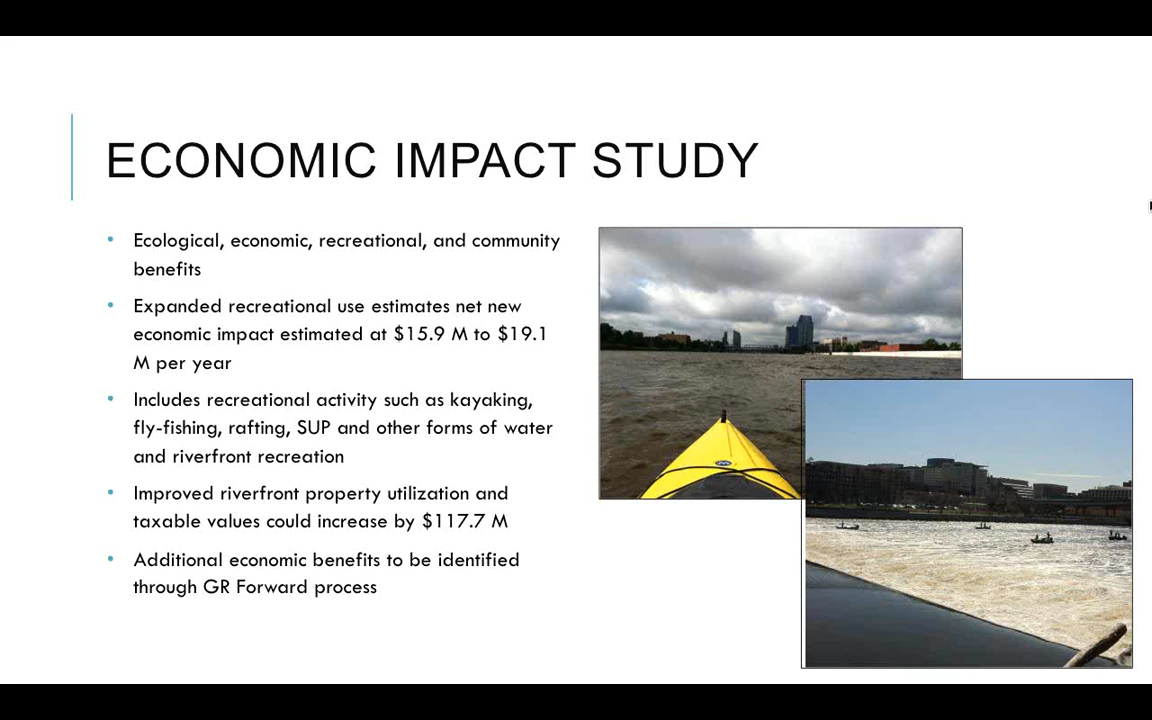 ECONOMIC IMPACT STUDY
• Ecological, economic, recreational, and community
benefits
• Expanded recreational use estimates net new
economic impact estimated at $15.9 M to $19.1
M per year
• Includes recreational activity such as kayaking,
fly-fishing, rafting, SUP and other forms of water
and riverfront recreation
• Improved riverfront property utilization and
taxable values could increase by $117.7 M
• Additional economic benefits to be identified
through GR Forward process